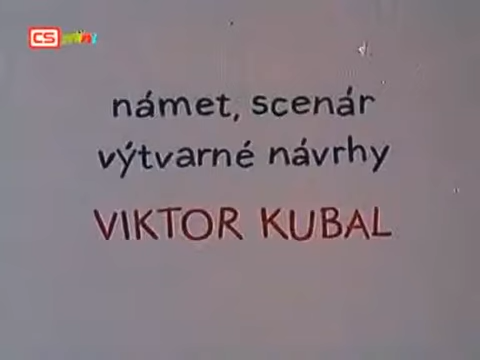 CS mini
námet, scenár
výtvarné návrhy
VIKTOR KUBAL